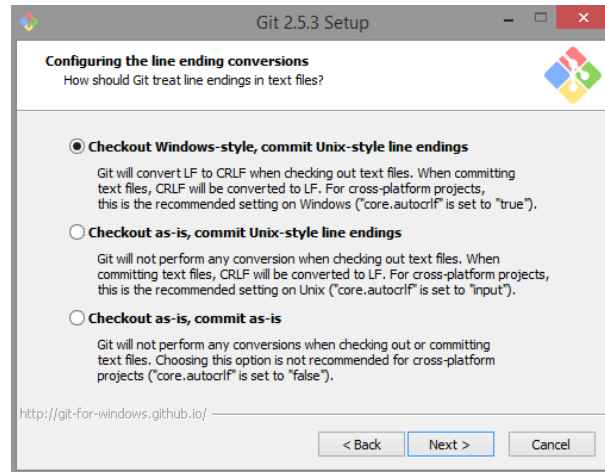 Git 2.5.3 Setup
Configuring the line ending conversions
How should Git treat line endings in text files?
Checkout Windows-style, commit Unix-style line endings
Git will convert LF to CRLF when checking out text files. When committing
text files, CRLF will be converted to LF. For cross-platform projects,
this is the recommended setting on Windows ("core.autocrlf" is set to "true").
Checkout as-is, commit Unix-style line endings
Git will not perform any conversion when checking out text files. When
committing text files, CRLF will be converted to LF. For cross-platform projects,
this is the recommended setting on Unix ("core.autocrlf" is set to "input").
Checkout as-is, commit as-is
Git will not perform any conversions when checking out or committing
text files. Choosing this option is not recommended for cross-platform
projects ("core.autocrlf" is set to "false").
http://git-for-windows.github.io/
< Back Next > Cancel